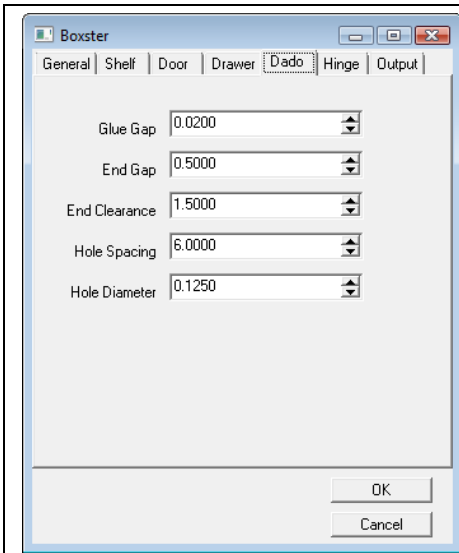 Boxster
General Shelf Door Drawer Dado Hinge Output
Glue Gap 0.0200
End Gap 0.5000
End Clearance 1.5000
Hole Spacing 6.0000
Hole Diameter 0.1250
OK
Cancel